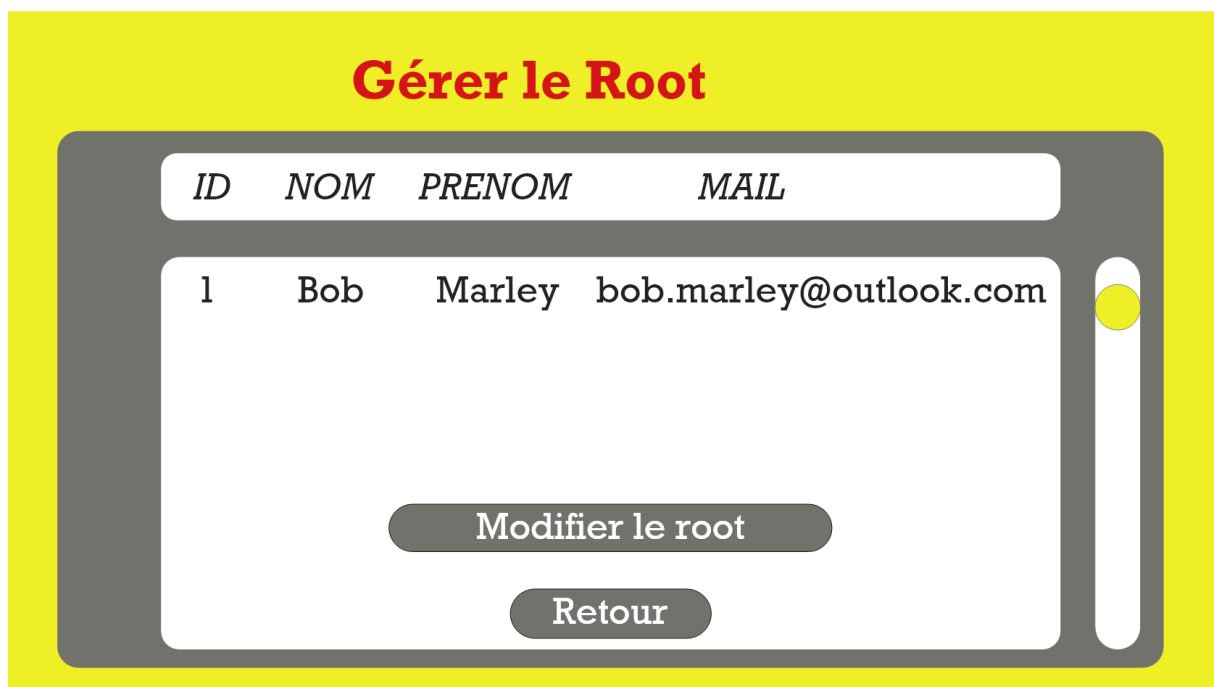 Gérer le Root
ID NOM PRENOM MAIL
1 Bob Marley bob.marley@outlook.com
Modifier le root
Retour